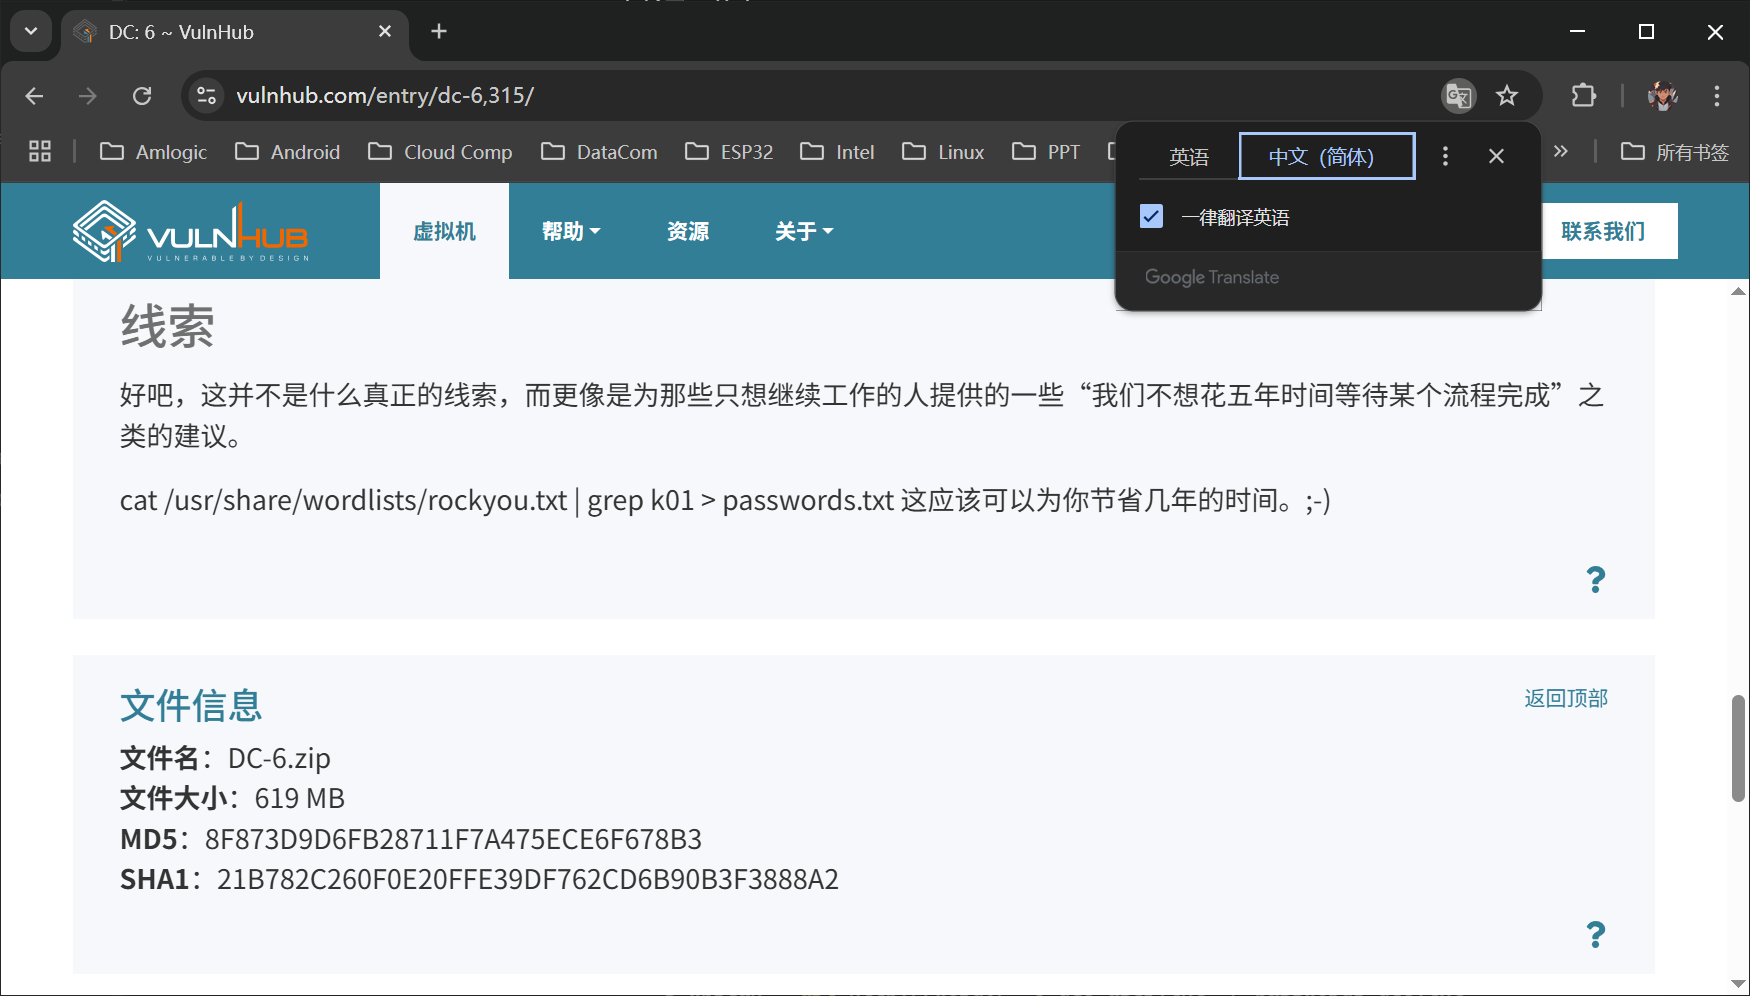 DC: 6 ~ VulnHub
vulnhub.com/entry/dc-6,315/
Amlogic
Android
Cloud Comp
DataCom
ESP32
Intel
Linux
PPT
所有书签
英语
中文（简体）
一律翻译英语
Google Translate
VULNHUB
VULNERABLE BY DESIGN
虚拟机
帮助
资源
关于
联系我们
线索
好吧，这并不是什么真正的线索，而更像是为那些只想继续工作的人提供的一些“我们不想花五年时间等待某个流程完成”之
类的建议。
cat /usr/share/wordlists/rockyou.txt | grep k01 > passwords.txt 这应该可以为你节省几年的时间。;-)
?
文件信息
返回顶部
文件名：DC-6.zip
文件大小：619 MB
MD5：8F873D9D6FB28711F7A475ECE6F678B3
SHA1：21B782C260F0E20FFE39DF762CD6B90B3F3888A2
?